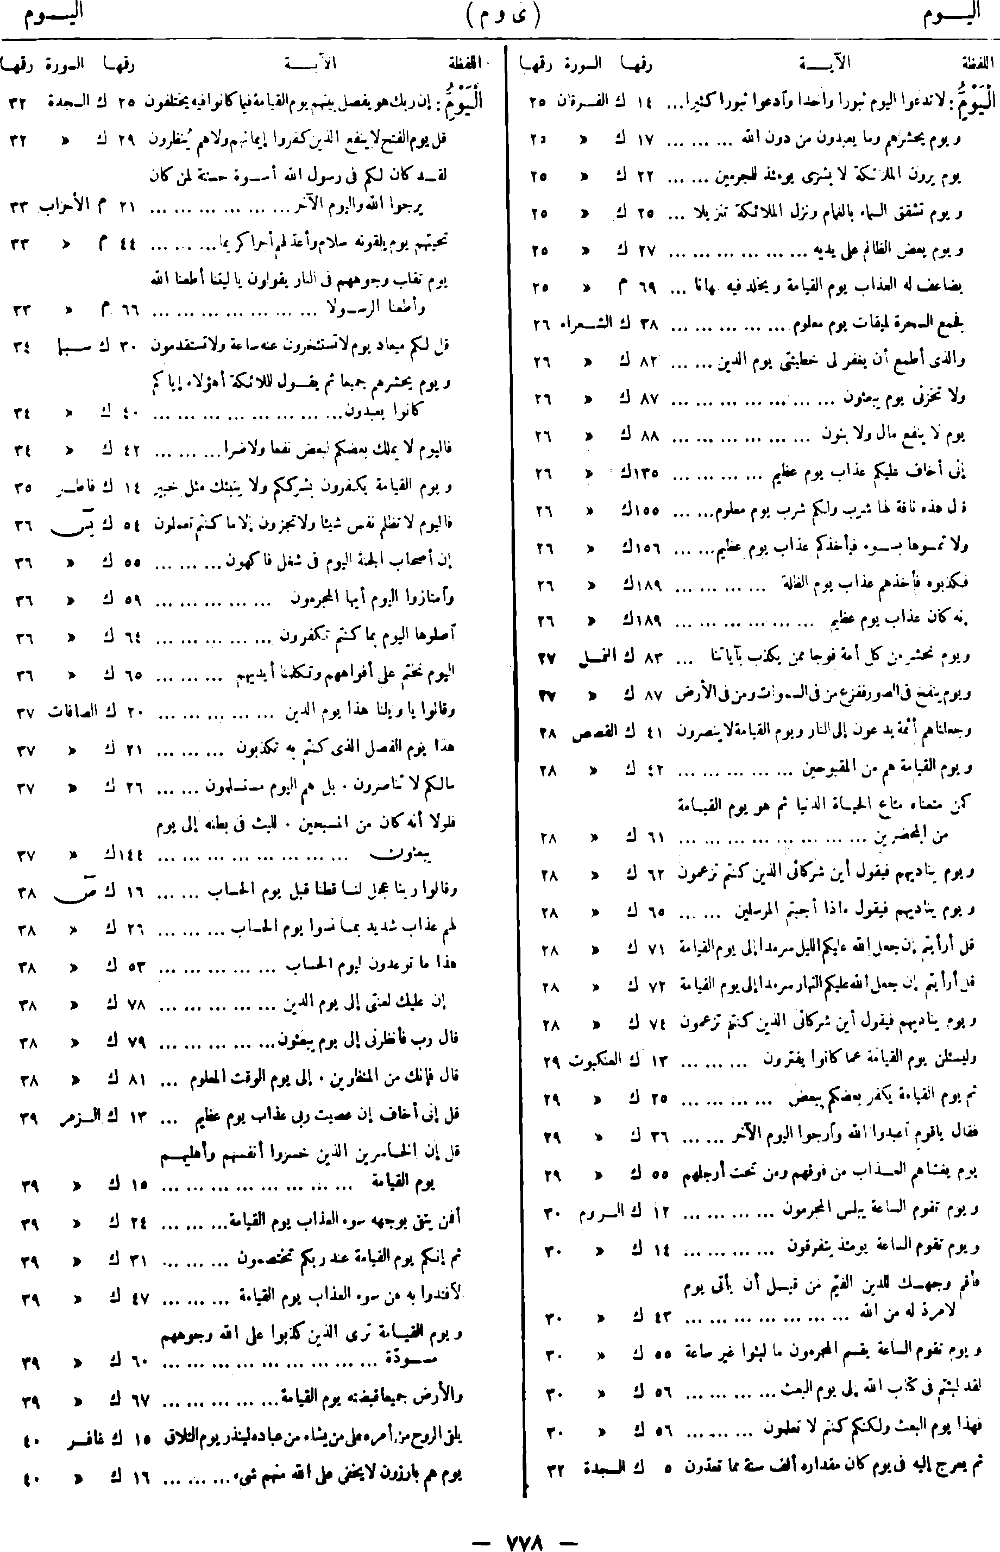 اليـــوم
( ى و م )
اليـــوم
اللفظة الآيـــة رقها السورة رقها
اَلْيَوْمُ : لا تدعوا اليوم ثبورا واحدا وادعوا ثبورا كثيرا... ١٤ ك الفرقان ٢٥
ويوم يحشرهم وما يعبدون من دون الله ... ... ... ١٧ ك » ٢٥
يوم يرون الملائكة لا بشرى يومئذ للمجرمين ... ... ٢٢ ك » ٢٥
ويوم تشقق السماء بالغمام ونزل الملائكة تنزيلا ... ٢٥ ك » ٢٥
ويوم يعض الظالم على يديه ... ... ... ... ... ... ٢٧ ك » ٢٥
يضاعف له العذاب يوم القيامة ويخلد فيه مهانا ... ٦٩ م » ٢٥
فجمع السحرة لميقات يوم معلوم ... ... ... ... ٣٨ ك الشعراء ٢٦
والذى أطمع أن يغفر لى خطيئتى يوم الدين ... ... ٨٢ ك » ٢٦
ولا تخزنى يوم يبعثون ... ... ... ... ... ... ... ٨٧ ك » ٢٦
يوم لا ينفع مال ولا بنون ... ... ... ... ... ... ٨٨ ك » ٢٦
إنى أخاف عليكم عذاب يوم عظيم ... ... ... ... ١٣٥ك » ٢٦
قال هذه ناقة لها شرب ولكم شرب يوم معلوم... ... ١٥٥ك » ٢٦
ولا تمسوها بسوء فيأخذكم عذاب يوم عظيم... ... ١٥٦ك » ٢٦
فكذبوه فأخذهم عذاب يوم الظلة ... ... ... ... ١٨٩ك » ٢٦
إنه كان عذاب يوم عظيم ... ... ... ... ... ... ١٨٩ك » ٢٦
ويوم نحشر من كل أمة فوجا ممن يكذب بآياتنا ... ٨٣ ك النمل ٢٧
ويوم ينفخ فى الصور ففزع من فى السموات ومن فى الأرض ٨٧ ك » ٢٧
وجعلناهم أئمة يدعون إلى النار ويوم القيامة لا ينصرون ٤١ ك القصص ٢٨
ويوم القيامة هم من المقبوحين ... ... ... ... ... ٤٢ ك » ٢٨
كمن متعناه متاع الحياة الدنيا ثم هو يوم القيامة
من المحضرين ... ... ... ... ... ... ... ... ٦١ ك » ٢٨
ويوم يناديهم فيقول أين شركائى الذين كنتم تزعمون ٦٢ ك » ٢٨
ويوم يناديهم فيقول ماذا أجبتم المرسلين ... ... ٦٥ ك » ٢٨
قل أرأيتم إن جعل الله عليكم الليل سرمدا إلى يوم القيامة ٧١ ك » ٢٨
قل أرأيتم إن جعل الله عليكم النهار سرمدا إلى يوم القيامة ٧٢ ك » ٢٨
ويوم يناديهم فيقول أين شركائى الذين كنتم تزعمون ٧٤ ك » ٢٨
وليسئلن يوم القيامة عما كانوا يفترون ... ... ... ١٣ ك العنكبوت ٢٩
ثم يوم القيامة يكفر بعضكم ببعض ... ... ... ... ٢٥ ك » ٢٩
فقال ياقوم اعبدوا الله وارجوا اليوم الآخر ... ... ٣٦ ك » ٢٩
يوم يغشاهم العذاب من فوقهم ومن تحت أرجلهم ٥٥ ك » ٢٩
ويوم تقوم الساعة يبلس المجرمون ... ... ... ... ١٢ ك الروم ٣٠
ويوم تقوم الساعة يومئذ يتفرقون ... ... ... ... ١٤ ك » ٣٠
فأقم وجهك للدين القيم من قبل أن يأتى يوم
لا مرد له من الله ... ... ... ... ... ... ... ٤٣ ك » ٣٠
ويوم تقوم الساعة يقسم المجرمون ما لبثوا غير ساعة ٥٥ ك » ٣٠
لقد لبثتم فى كتاب الله إلى يوم البعث ... ... ... ٥٦ ك » ٣٠
فهذا يوم البعث ولكنكم كنتم لا تعلمون ... ... ... ٥٦ ك » ٣٠
ثم يعرج إليه فى يوم كان مقداره ألف سنة مما تعدون ٥ ك السجدة ٣٢
اللفظة الآيـــة رقها السورة رقها
اَلْيَوْمُ : إن ربك هو يفصل بينهم يوم القيامة فيما كانوا فيه يختلفون ٢٥ ك السجدة ٣٢
قل يوم الفتح لا ينفع الذين كفروا إيمانهم ولا هم يُنظرون ٢٩ ك » ٣٢
لقد كان لكم فى رسول الله أسوة حسنة لمن كان
يرجوا الله واليوم الآخر ... ... ... ... ... ... ٢١ م الأحزاب ٣٣
تحيتهم يوم يلقونه سلام وأعد لهم أجرا كريما... ... ... ٤٤ م » ٣٣
يوم تقلب وجوههم فى النار يقولون ياليتنا أطعنا الله
وأطعنا الرسولا ... ... ... ... ... ... ... ٦٦ م » ٣٣
قل لكم ميعاد يوم لا تستئخرون عنه ساعة ولا تستقدمون ٣٠ ك سبإ ٣٤
ويوم يحشرهم جميعا ثم يقول للملائكة أهؤلاء إياكم
كانوا يعبدون... ... ... ... ... ... ... ... ٤٠ ك » ٣٤
فاليوم لا يملك بعضكم لبعض نفعا ولا ضرا... ... ... ٤٢ ك » ٣٤
ويوم القيامة يكفرون بشرككم ولا ينبئك مثل خبير ١٤ ك فاطر ٣٥
فاليوم لا تظلم نفس شيئا ولا تجزون إلا ما كنتم تعملون ٥٤ ك يسٓ ٣٦
إن أصحاب الجنة اليوم فى شغل فاكهون ... ... ... ٥٥ ك » ٣٦
وامتازوا اليوم أيها المجرمون ... ... ... ... ... ٥٩ ك » ٣٦
اصلوها اليوم بما كنتم تكفرون ... ... ... ... ... ٦٤ ك » ٣٦
اليوم نختم على أفواههم وتكلمنا أيديهم ... ... ... ٦٥ ك » ٣٦
وقالوا يا ويلنا هذا يوم الدين ... ... ... ... ... ٢٠ ك الصافات ٣٧
هذا يوم الفصل الذى كنتم به تكذبون ... ... ... ٢١ ك » ٣٧
مالكم لا تناصرون ٠ بل هم اليوم مستسلمون ... ... ٢٦ ك » ٣٧
فلولا أنه كان من المسبحين ٠ للبث فى بطنه إلى يوم
يبعثون ... ... ... ... ... ... ... ... ١٤٤ك » ٣٧
وقالوا ربنا عجل لنا قطنا قبل يوم الحساب ... ... ١٦ ك صٓ ٣٨
لهم عذاب شديد بما نسوا يوم الحساب ... ... ... ٢٦ ك » ٣٨
هذا ما توعدون ليوم الحساب ... ... ... ... ... ٥٣ ك » ٣٨
إن عليك لعنتى إلى يوم الدين ... ... ... ... ... ٧٨ ك » ٣٨
قال رب فأنظرنى إلى يوم يبعثون... ... ... ... ... ٧٩ ك » ٣٨
قال فإنك من المنظرين ٠ إلى يوم الوقت المعلوم ... ٨١ ك » ٣٨
قل إنى أخاف إن عصيت ربى عذاب يوم عظيم ... ١٣ ك الزمر ٣٩
قل إن الخاسرين الذين خسروا أنفسهم وأهليهم
يوم القيامة ... ... ... ... ... ... ... ... ١٥ ك » ٣٩
أفمن يتقى بوجهه سوء العذاب يوم القيامة... ... ... ٢٤ ك » ٣٩
ثم إنكم يوم القيامة عند ربكم تختصمون ... ... ... ٣١ ك » ٣٩
لافتدوا به من سوء العذاب يوم القيامة ... ... ... ٤٧ ك » ٣٩
ويوم القيامة ترى الذين كذبوا على الله وجوههم
مسودّة ... ... ... ... ... ... ... ... ... ٦٠ ك » ٣٩
والأرض جميعا قبضته يوم القيامة... ... ... ... ... ٦٧ ك » ٣٩
يلقى الروح من أمره على من يشاء من عباده لينذر يوم التلاق ١٥ ك غافر ٤٠
يوم هم بارزون لا يخفى على الله منهم شىء... ... ... ١٦ ك » ٤٠
— ٧٧٨ —